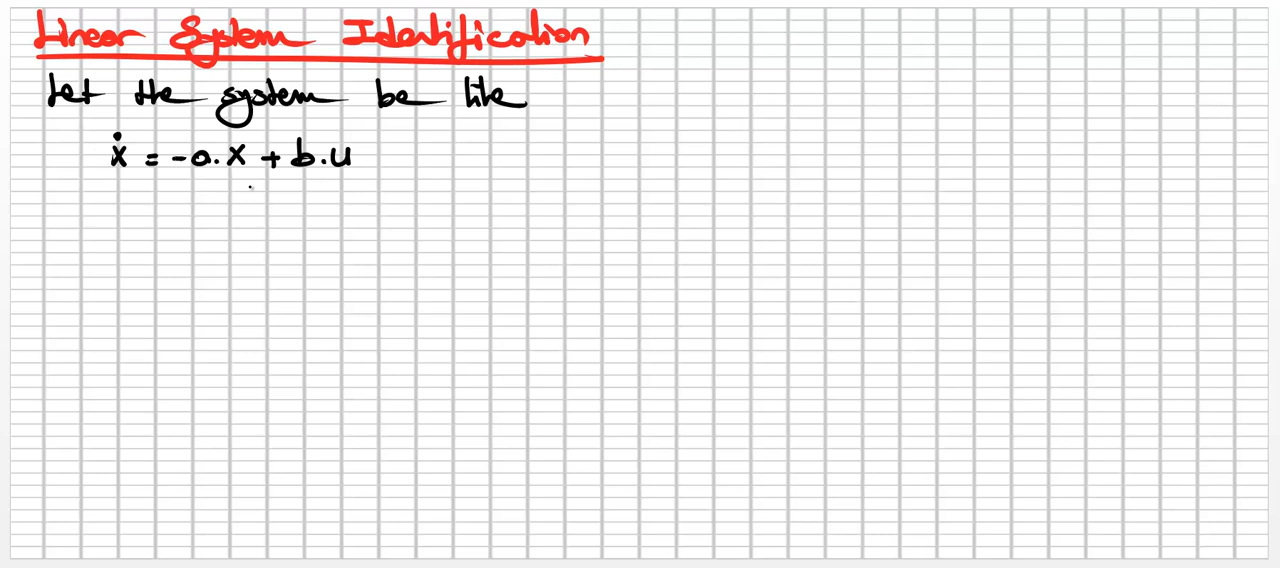 Linear System Identification
Let the system be like
ẋ = -a.x + b.u